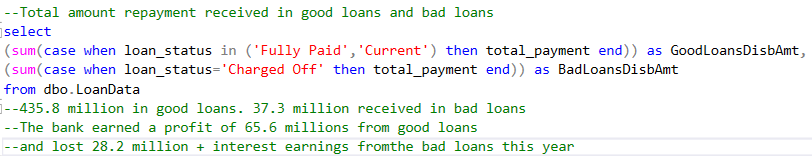 --Total amount repayment received in good loans and bad loans
select
(sum(case when loan_status in ('Fully Paid','Current') then total_payment end)) as GoodLoansDisbAmt,
(sum(case when loan_status='Charged Off' then total_payment end)) as BadLoansDisbAmt
from dbo.LoanData
--435.8 million in good loans. 37.3 million received in bad loans
--The bank earned a profit of 65.6 millions from good loans
--and lost 28.2 million + interest earnings fromthe bad loans this year